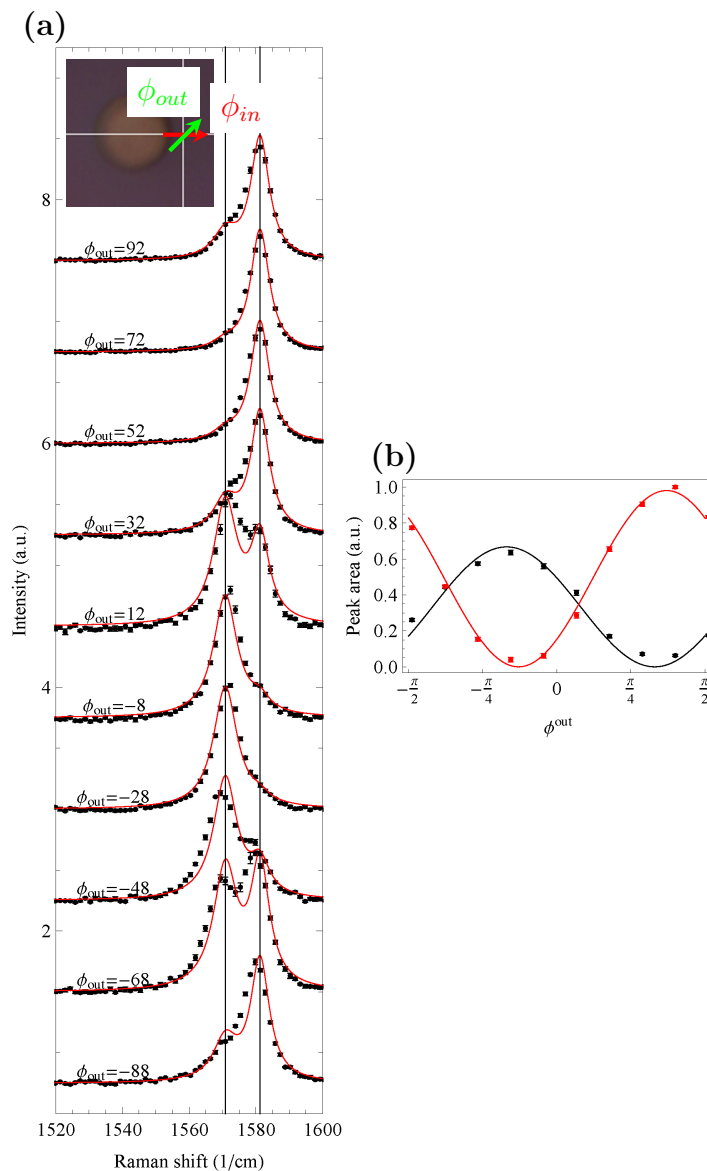 (a)
ϕout
ϕin
8
6
4
2
Intensity (a.u.)
ϕout=92
ϕout=72
ϕout=52
ϕout=32
ϕout=12
ϕout=−8
ϕout=−28
ϕout=−48
ϕout=−68
ϕout=−88
1520 1540 1560 1580 1600
Raman shift (1/cm)
(b)
1.0
0.8
0.6
0.4
0.2
0.0
Peak area (a.u.)
−π/2 −π/4 0 π/4 π/2
ϕout